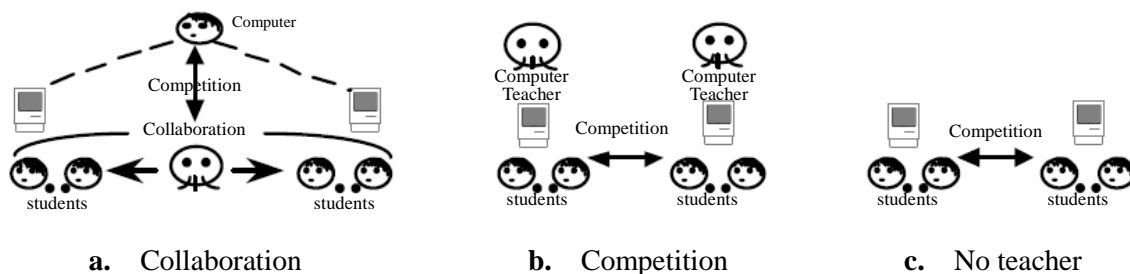 Computer
Competition
Collaboration
students
students
a. Collaboration
Computer
Teacher
Computer
Teacher
Competition
students
students
b. Competition
Competition
students
students
c. No teacher